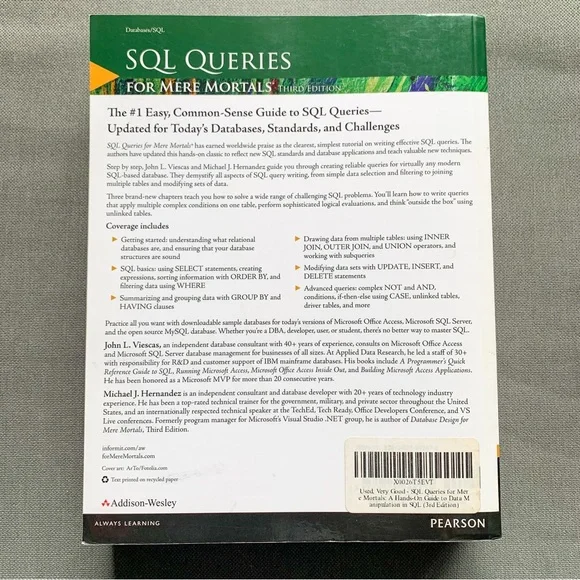 Databases/SQL
SQL QUERIES
FOR MERE MORTALS® THIRD EDITION
The #1 Easy, Common-Sense Guide to SQL Queries—
Updated for Today's Databases, Standards, and Challenges
SQL Queries for Mere Mortals® has earned worldwide praise as the clearest, simplest tutorial on writing effective SQL queries. The
authors have updated this hands-on classic to reflect new SQL standards and database applications and teach valuable new techniques.
Step by step, John L. Viescas and Michael J. Hernandez guide you through creating reliable queries for virtually any modern
SQL-based database. They demystify all aspects of SQL query writing, from simple data selection and filtering to joining
multiple tables and modifying sets of data.
Three brand-new chapters teach you how to solve a wide range of challenging SQL problems. You'll learn how to write queries
that apply multiple complex conditions on one table, perform sophisticated logical evaluations, and think "outside the box" using
unlinked tables.
Coverage includes
Getting started: understanding what relational
databases are, and ensuring that your database
structures are sound
SQL basics: using SELECT statements, creating
expressions, sorting information with ORDER BY, and
filtering data using WHERE
Summarizing and grouping data with GROUP BY and
HAVING clauses
Drawing data from multiple tables: using INNER
JOIN, OUTER JOIN, and UNION operators, and
working with subqueries
Modifying data sets with UPDATE, INSERT, and
DELETE statements
Advanced queries: complex NOT and AND,
conditions, if-then-else using CASE, unlinked tables,
driver tables, and more
Practice all you want with downloadable sample databases for today's versions of Microsoft Office Access, Microsoft SQL Server,
and the open source MySQL database. Whether you're a DBA, developer, user, or student, there's no better way to master SQL.
John L. Viescas, an independent database consultant with 40+ years of experience, consults on Microsoft Office Access
and Microsoft SQL Server database management for businesses of all sizes. At Applied Data Research, he led a staff of 30+
with responsibility for R&D and customer support of IBM mainframe databases. His books include A Programmer's Quick
Reference Guide to SQL, Running Microsoft Access, Microsoft Office Access Inside Out, and Building Microsoft Access Applications.
He has been honored as a Microsoft MVP for more than 20 consecutive years.
Michael J. Hernandez is an independent consultant and developer with 20+ years of technology industry
experience. He has been a top-rated technical trainer for the government, military, and private sector throughout the United
States, and an internationally respected technical speaker at the TechEd, Tech Ready, Office Developers Conference, and VS
Live conferences. Formerly program manager for Microsoft's Visual Studio .NET group, he is author of Database Design for
Mere Mortals, Third Edition.
informit.com/aw
forMereMortals.com
Cover art: ArTo/Fotolia.com
Text printed on recycled paper
Addison-Wesley
X0026T5EVT
Used, Very Good - SQL Queries for Mer
e Mortals: A Hands-On Guide to Data M
anipulation in SQL (3rd Edition)
ALWAYS LEARNING
PEARSON